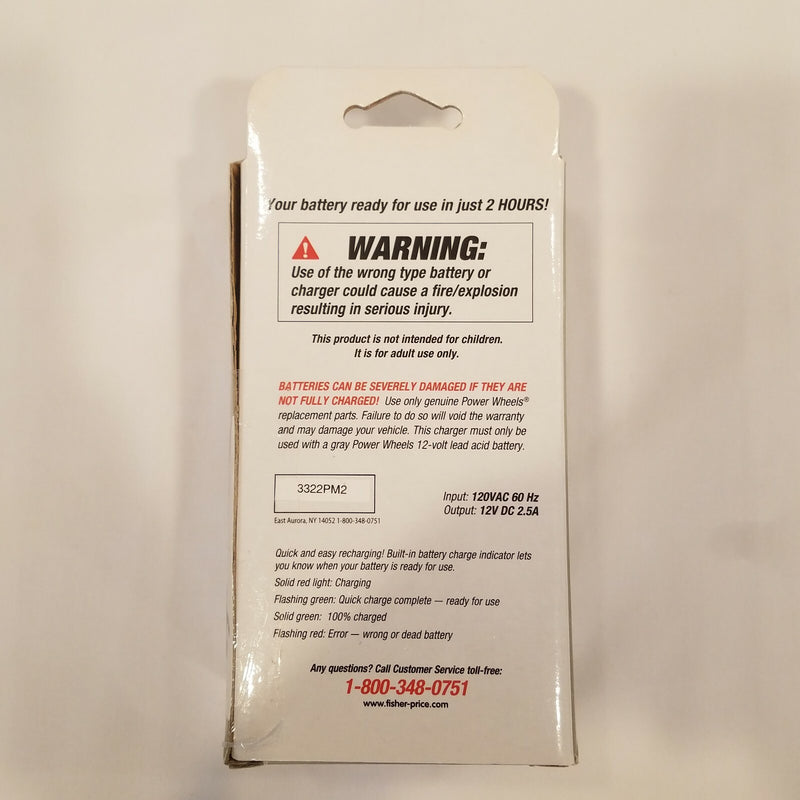 Your battery ready for use in just 2 HOURS!
WARNING:
Use of the wrong type battery or
charger could cause a fire/explosion
resulting in serious injury.
This product is not intended for children.
It is for adult use only.
BATTERIES CAN BE SEVERELY DAMAGED IF THEY ARE
NOT FULLY CHARGED! Use only genuine Power Wheels®
replacement parts. Failure to do so will void the warranty
and may damage your vehicle. This charger must only be
used with a gray Power Wheels 12-volt lead acid battery.
3322PM2
East Aurora, NY 14052 1-800-348-0751
Input: 120VAC 60 Hz
Output: 12V DC 2.5A
Quick and easy recharging! Built-in battery charge indicator lets
you know when your battery is ready for use.
Solid red light: Charging
Flashing green: Quick charge complete — ready for use
Solid green: 100% charged
Flashing red: Error — wrong or dead battery
Any questions? Call Customer Service toll-free:
1-800-348-0751
www.fisher-price.com